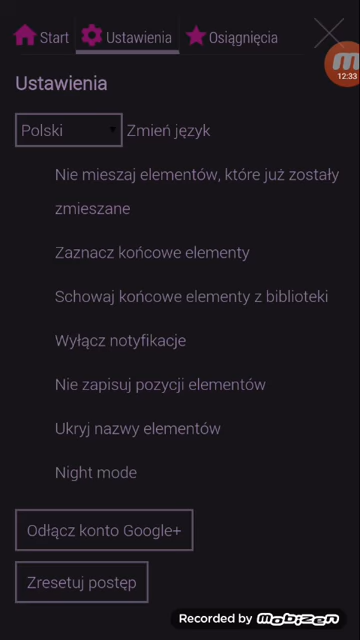 Start Ustawienia Osiągnięcia
12:33
Ustawienia
Polski Zmień język
Nie mieszaj elementów, które już zostały
zmieszane
Zaznacz końcowe elementy
Schowaj końcowe elementy z biblioteki
Wyłącz notyfikacje
Nie zapisuj pozycji elementów
Ukryj nazwy elementów
Night mode
Odłącz konto Google+
Zresetuj postęp
Recorded by mobizen